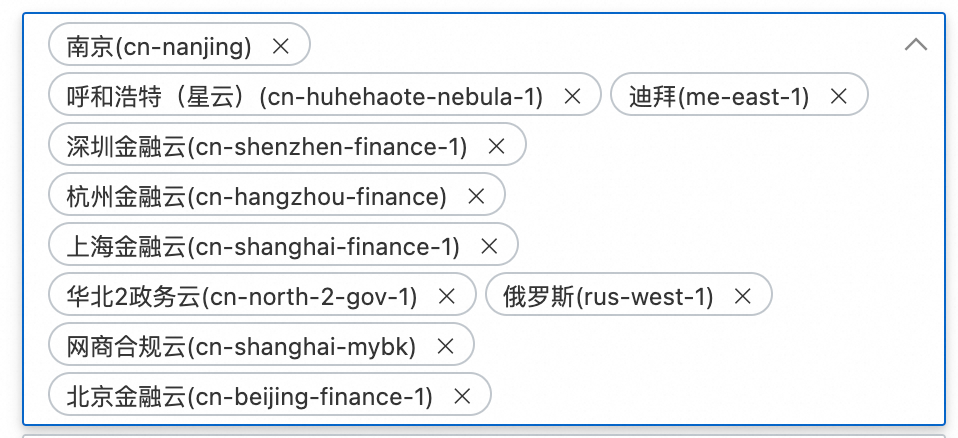 南京(cn-nanjing) ×
呼和浩特（星云）(cn-huhehaote-nebula-1) × 迪拜(me-east-1) ×
深圳金融云(cn-shenzhen-finance-1) ×
杭州金融云(cn-hangzhou-finance) ×
上海金融云(cn-shanghai-finance-1) ×
华北2政务云(cn-north-2-gov-1) × 俄罗斯(rus-west-1) ×
网商合规云(cn-shanghai-mybk) ×
北京金融云(cn-beijing-finance-1) ×